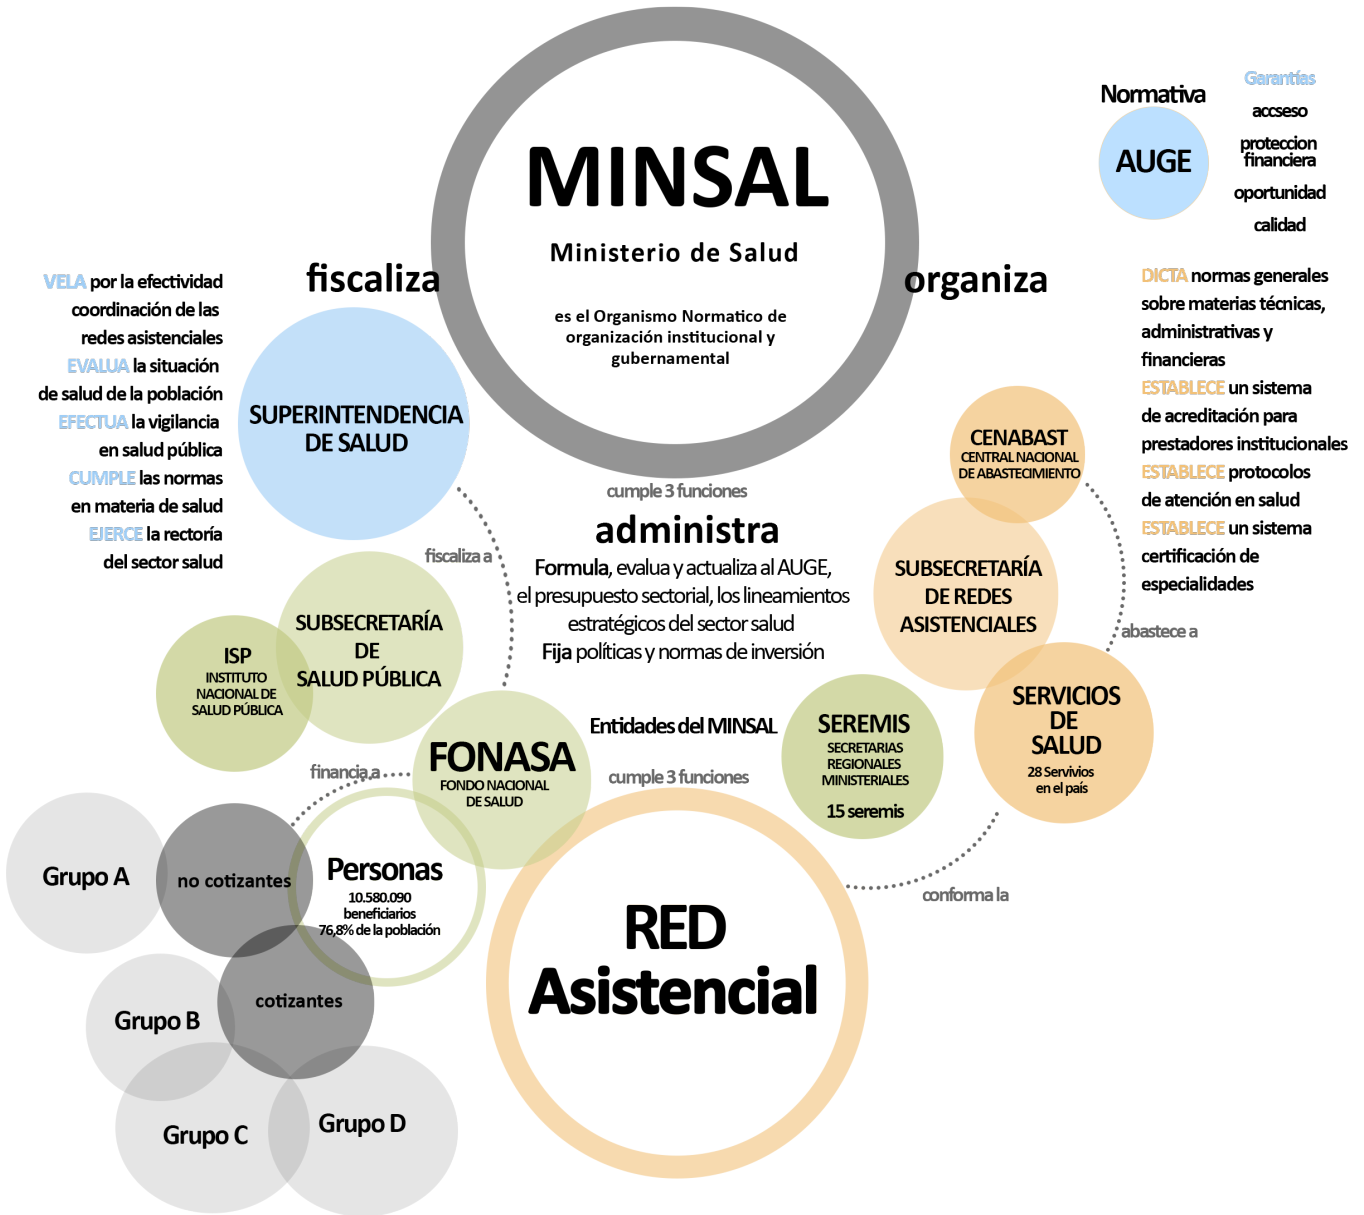 MINSAL
Ministerio de Salud
es el Organismo Normatico de
organización institucional y
gubernamental
Normativa
AUGE
Garantías
accseso
proteccion
financiera
oportunidad
calidad
fiscaliza
organiza
VELA por la efectividad
coordinación de las
redes asistenciales
EVALUA la situación
de salud de la población
EFECTUA la vigilancia
en salud pública
CUMPLE las normas
en materia de salud
EJERCE la rectoría
del sector salud
SUPERINTENDENCIA
DE SALUD
DICTA normas generales
sobre materias técnicas,
administrativas y
financieras
ESTABLECE un sistema
de acreditación para
prestadores institucionales
ESTABLECE protocolos
de atención en salud
ESTABLECE un sistema
certificación de
especialidades
CENABAST
CENTRAL NACIONAL
DE ABASTECIMIENTO
cumple 3 funciones
administra
Formula, evalua y actualiza al AUGE,
el presupuesto sectorial, los lineamientos
estratégicos del sector salud
Fija políticas y normas de inversión
fiscaliza a
SUBSECRETARÍA
DE REDES
ASISTENCIALES
abastece a
SUBSECRETARÍA
DE
SALUD PÚBLICA
ISP
INSTITUTO
NACIONAL DE
SALUD PÚBLICA
SERVICIOS
DE
SALUD
28 Servivios
en el país
Entidades del MINSAL
SEREMIS
SECRETARIAS
REGIONALES
MINISTERIALES
15 seremis
FONASA
FONDO NACIONAL
DE SALUD
financia a
cumple 3 funciones
conforma la
Personas
10.580.090
beneficiarios
76,8% de la población
Grupo A
no cotizantes
cotizantes
Grupo B
Grupo C
Grupo D
RED
Asistencial